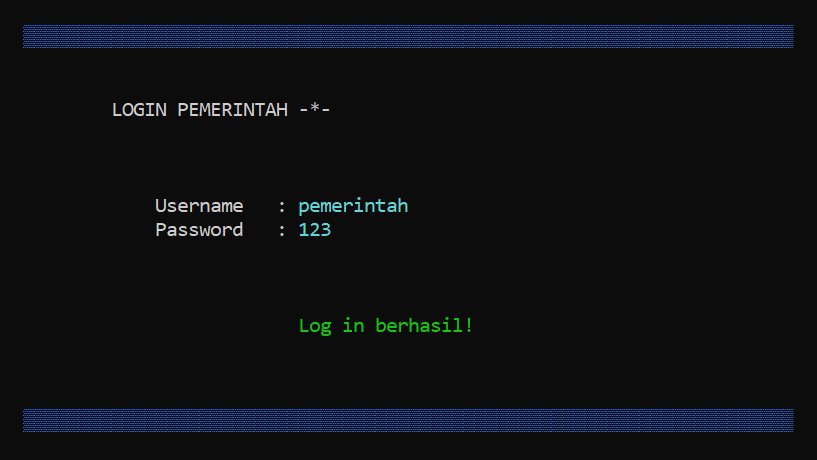 LOGIN PEMERINTAH -*-
Username : pemerintah
Password : 123
Log in berhasil!